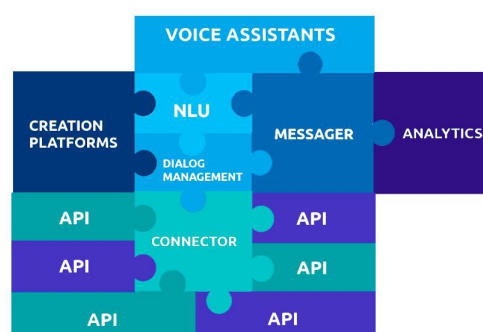 VOICE ASSISTANTS
CREATION
PLATFORMS
NLU
DIALOG
MANAGEMENT
MESSAGER
ANALYTICS
API
API
CONNECTOR
API
API
API
API